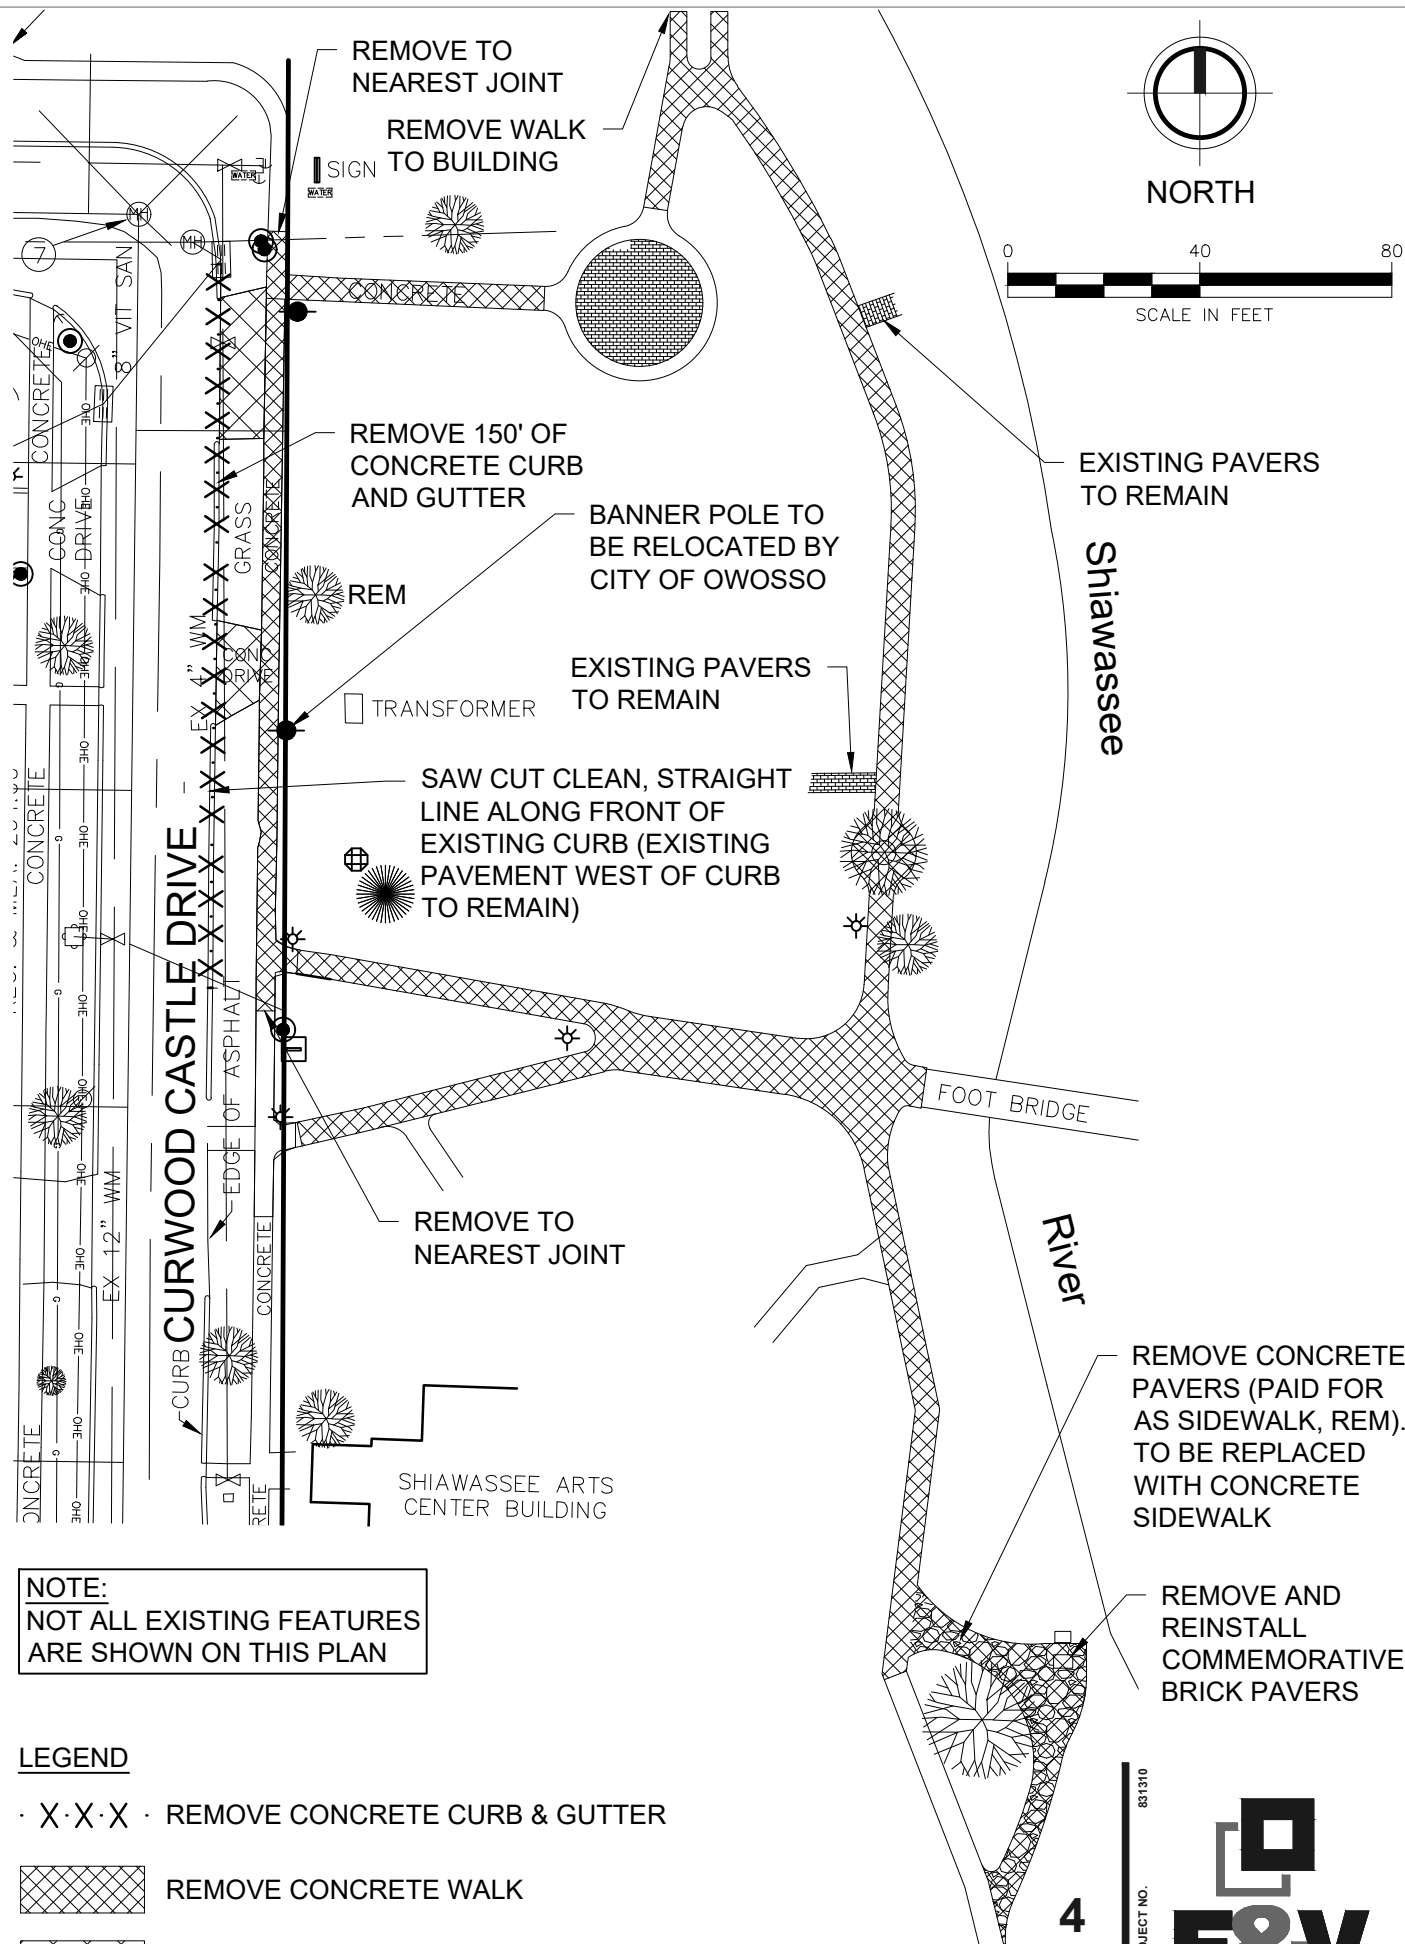 REMOVE TO
NEAREST JOINT
REMOVE WALK
TO BUILDING
SIGN
WATER
WATER
NORTH
0 40 80
SCALE IN FEET
MH
MH
7
8" VIT SAN
CONCRETE
OHE
CONCRETE
REMOVE 150' OF
CONCRETE CURB
AND GUTTER
EXISTING PAVERS
TO REMAIN
BANNER POLE TO
BE RELOCATED BY
CITY OF OWOSSO
GRASS
CONCRETE
CONC
DRIVE
REM
Shiawassee
EX 4" WM
CONC
DRIVE
EXISTING PAVERS
TO REMAIN
TRANSFORMER
SAW CUT CLEAN, STRAIGHT
LINE ALONG FRONT OF
EXISTING CURB (EXISTING
PAVEMENT WEST OF CURB
TO REMAIN)
CONCRETE
CURWOOD CASTLE DRIVE
EDGE OF ASPHALT
FOOT BRIDGE
EX 12" WM
REMOVE TO
NEAREST JOINT
CONCRETE
River
CURB
REMOVE CONCRETE
PAVERS (PAID FOR
AS SIDEWALK, REM).
TO BE REPLACED
WITH CONCRETE
SIDEWALK
SHIAWASSEE ARTS
CENTER BUILDING
NOTE:
NOT ALL EXISTING FEATURES
ARE SHOWN ON THIS PLAN
REMOVE AND
REINSTALL
COMMEMORATIVE
BRICK PAVERS
LEGEND
X·X·X REMOVE CONCRETE CURB & GUTTER
REMOVE CONCRETE WALK
831310
4